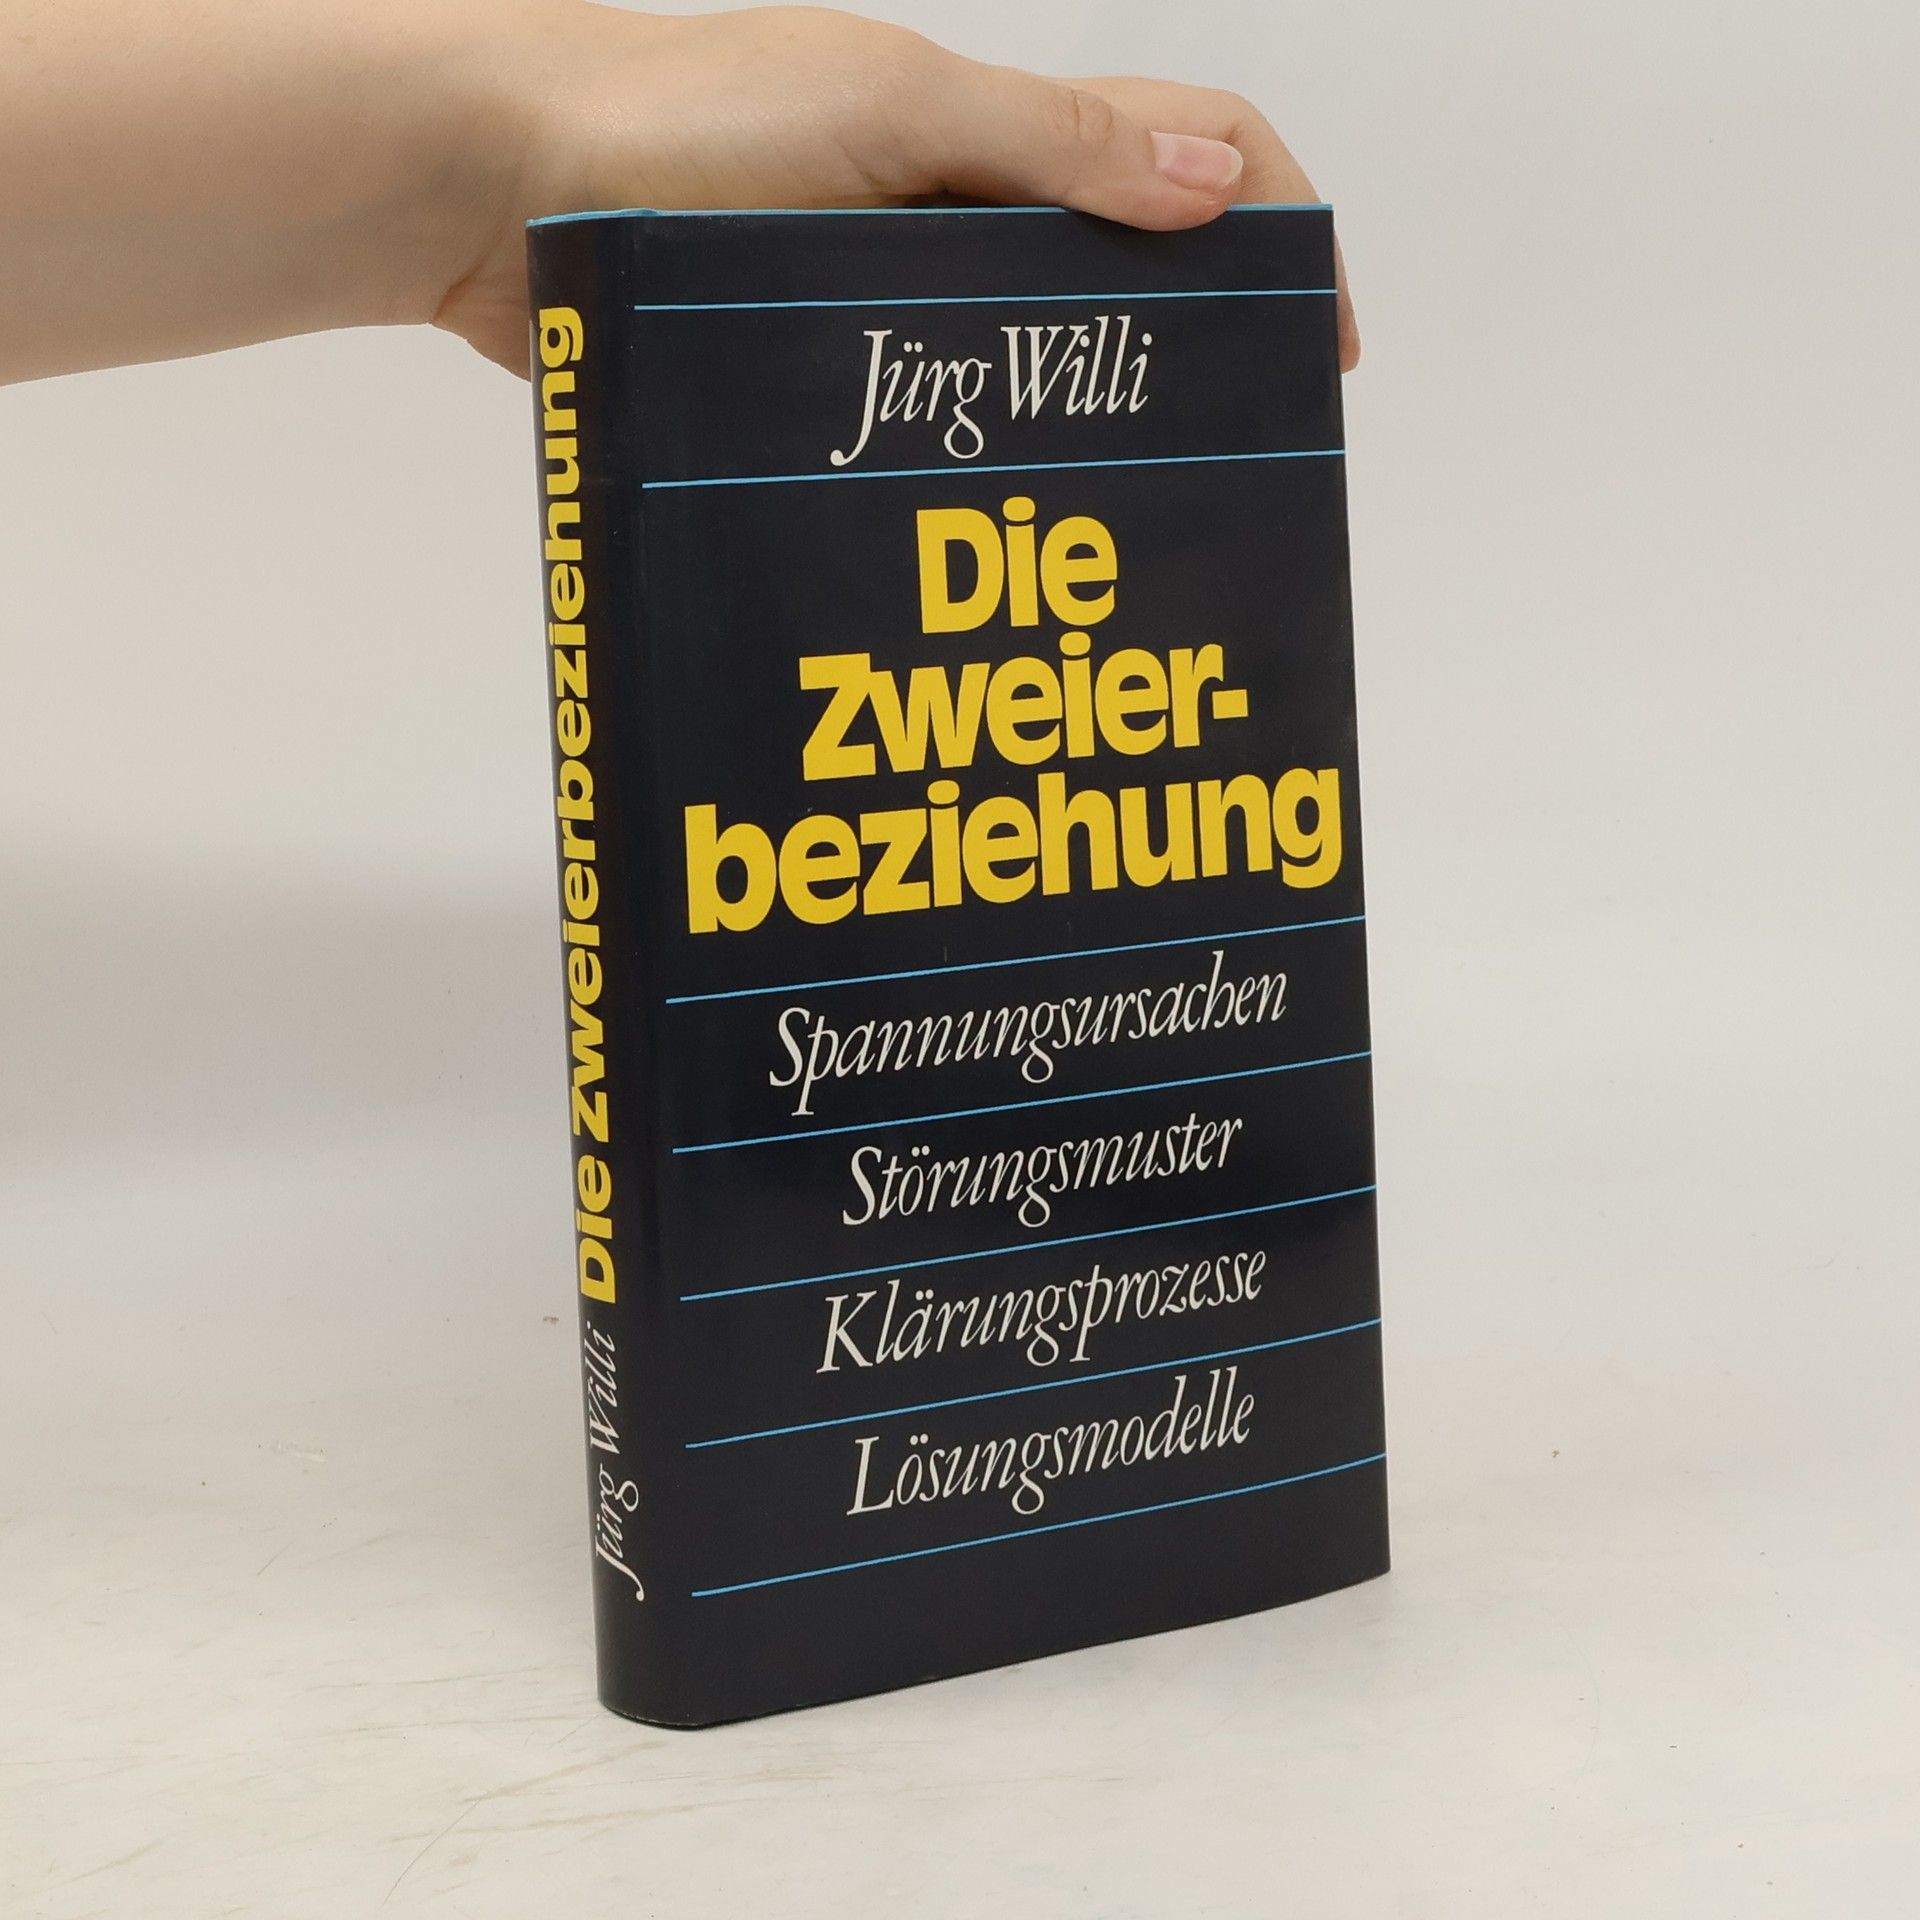 Jürg Willi
Die
Zweier-
beziehung
Spannungsursachen
Störungsmuster
Klärungsprozesse
Lösungsmodelle
Jürg Willi Die Zweierbeziehung